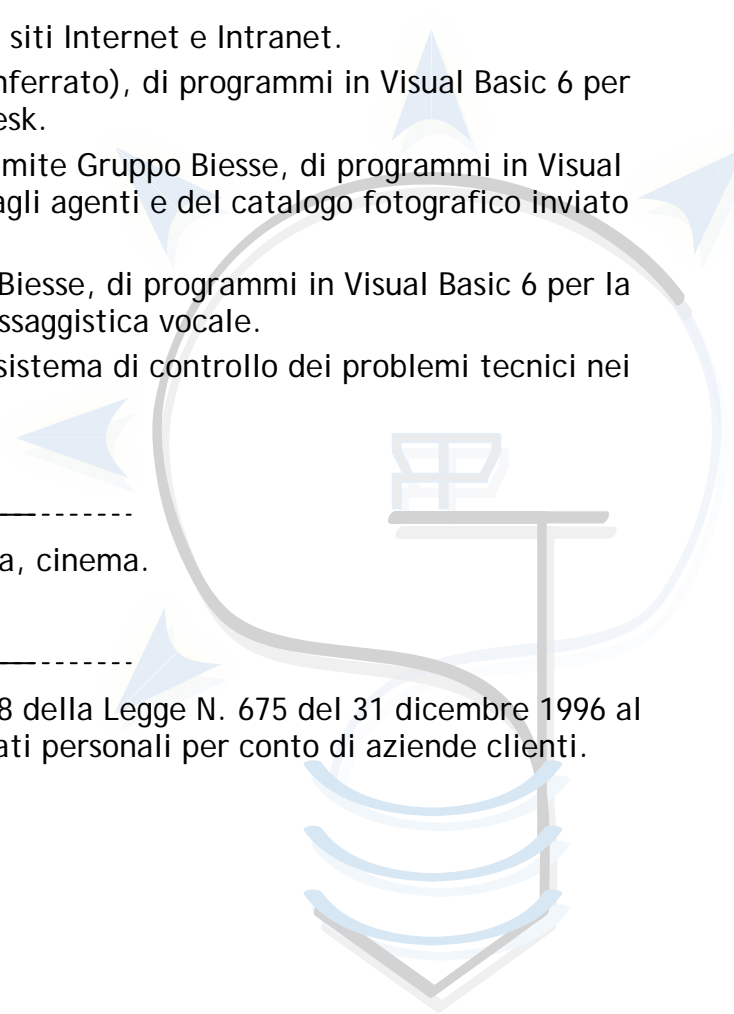 siti Internet e Intranet.
nferrato), di programmi in Visual Basic 6 per
esk.
mite Gruppo Biesse, di programmi in Visual
agli agenti e del catalogo fotografico inviato
Biesse, di programmi in Visual Basic 6 per la
ssaggistica vocale.
sistema di controllo dei problemi tecnici nei
a, cinema.
8 della Legge N. 675 del 31 dicembre 1996 al
ati personali per conto di aziende clienti.